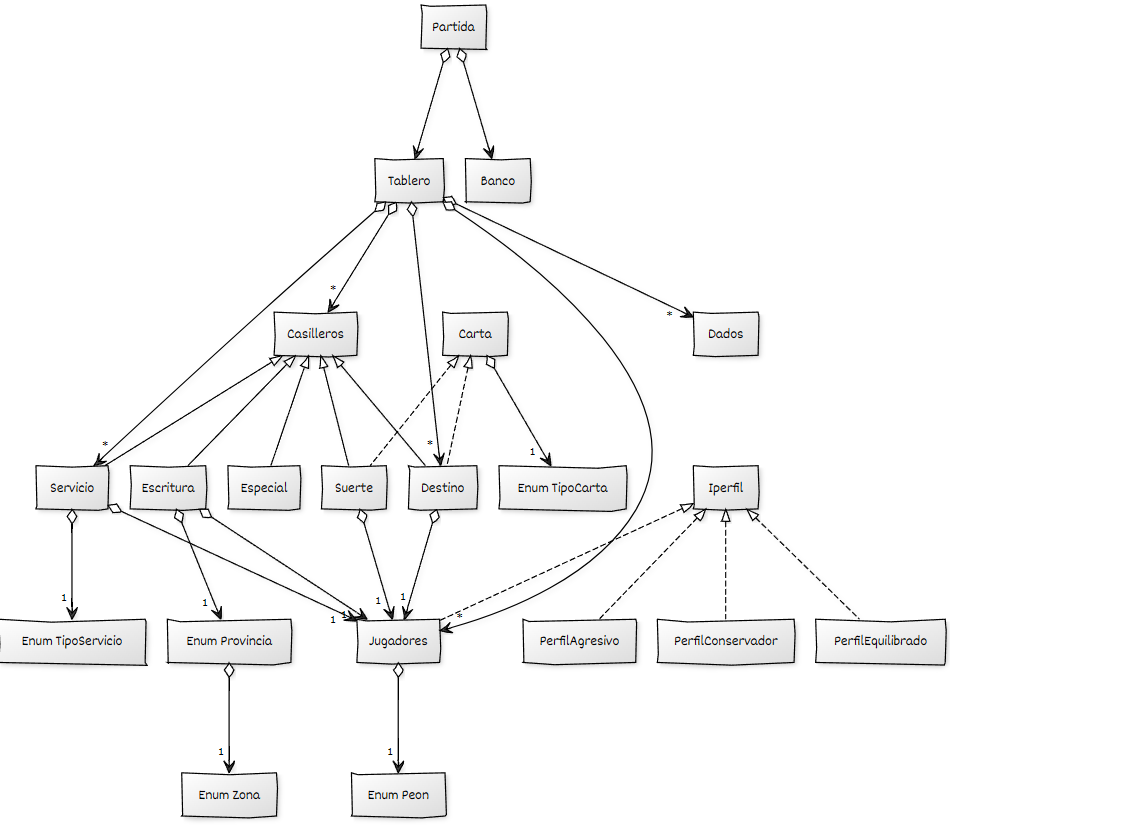 Partida
Tablero
Banco
*
Casilleros
Carta
*
Dados
*
*
1
Servicio
Escritura
Especial
Suerte
Destino
Enum TipoCarta
Iperfil
1
1
1
1
1
1
*
Enum TipoServicio
Enum Provincia
Jugadores
PerfilAgresivo
PerfilConservador
PerfilEquilibrado
1
1
Enum Zona
Enum Peon